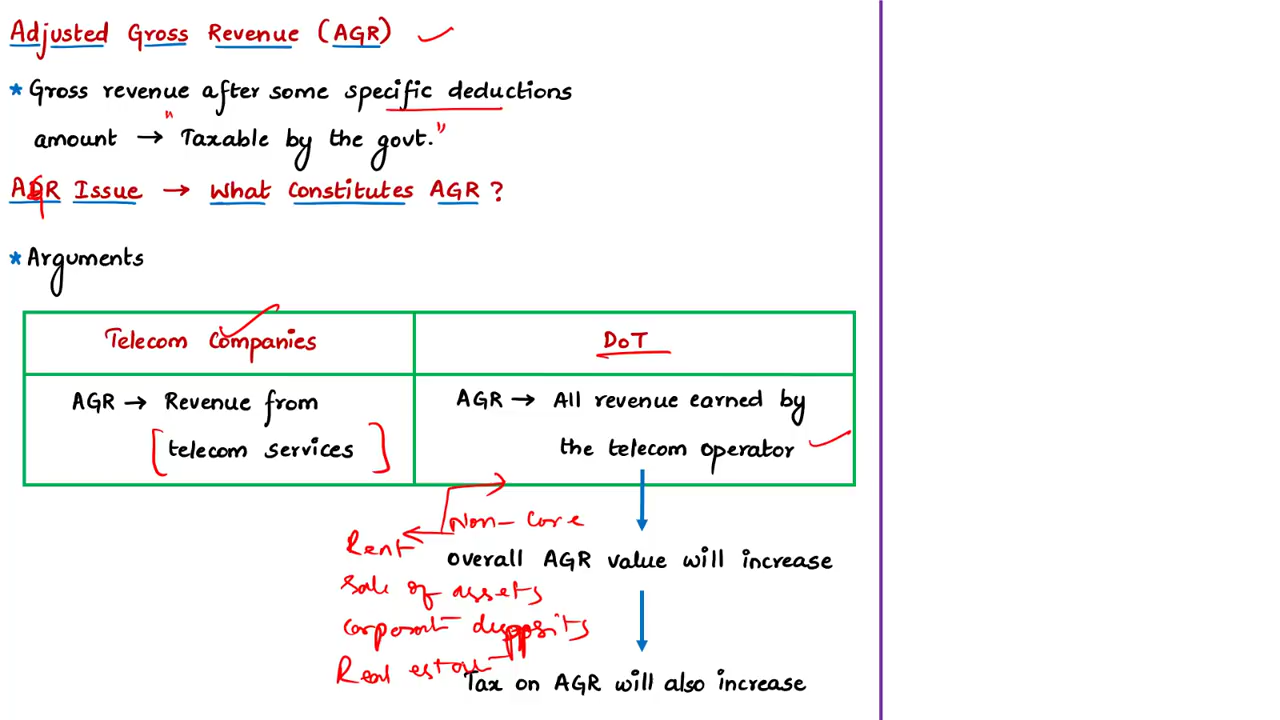 Adjusted Gross Revenue (AGR)
* Gross revenue after some specific deductions
amount → "Taxable by the govt."
AGR Issue → What Constitutes AGR?
* Arguments
Telecom Companies
DoT
AGR → Revenue from
[telecom services]
AGR → All revenue earned by
the telecom operator
Non-Core
Rent
overall AGR value will increase
Sale of assets
deposits
Real
Tax on AGR will also increase